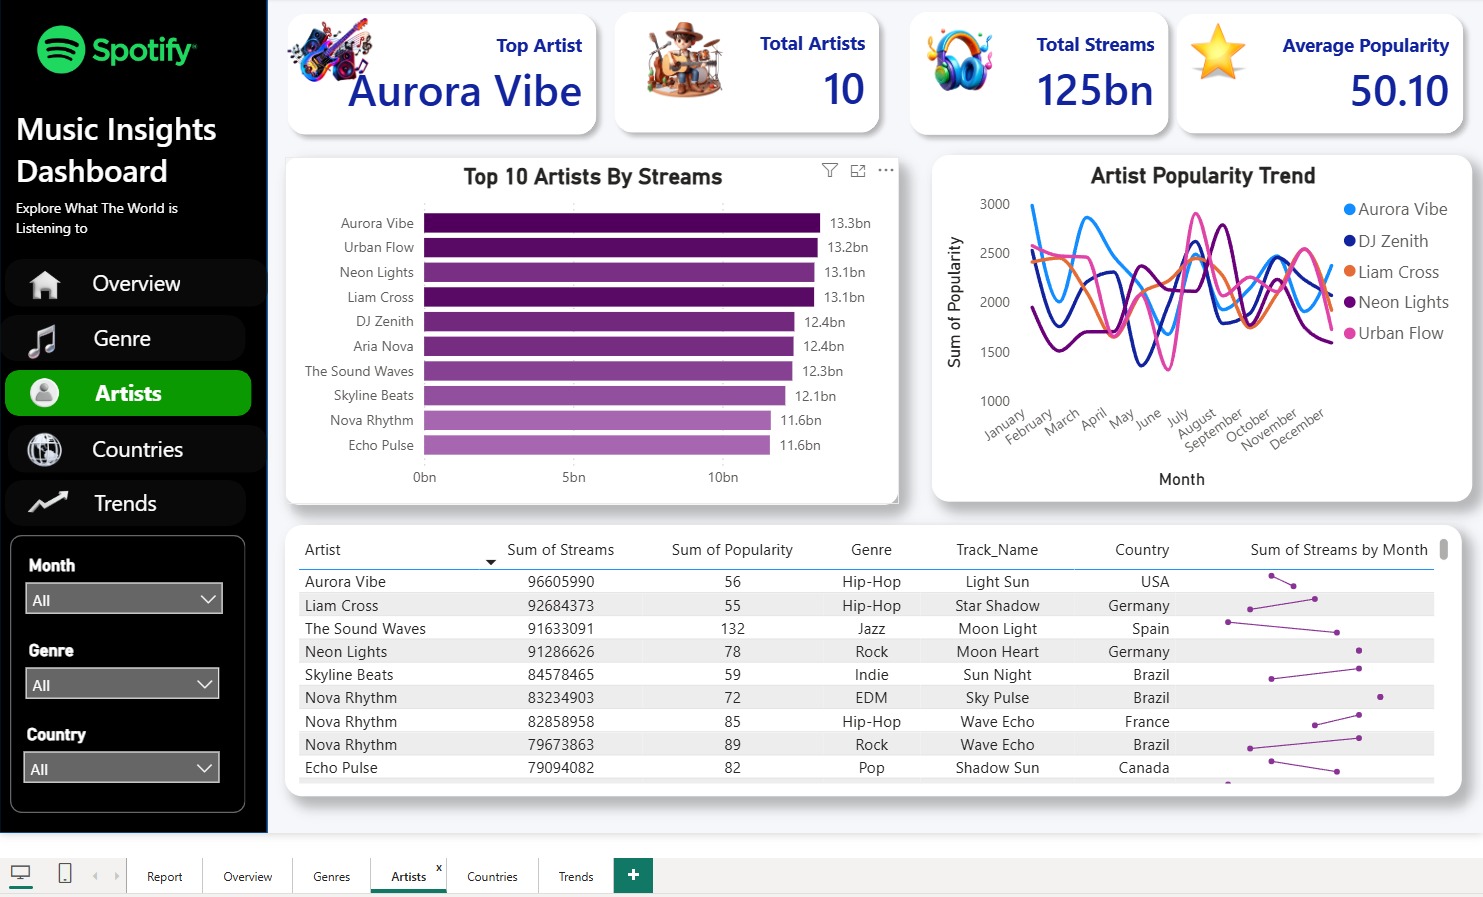 Spotify
Music Insights
Dashboard
Explore What The World is
Listening to
Overview
Genre
Artists
Countries
Trends
Month
All
Genre
All
Country
All
Top Artist
Aurora Vibe
Total Artists
10
Total Streams
125bn
Average Popularity
50.10
Top 10 Artists By Streams
Aurora Vibe 13.3bn
Urban Flow 13.2bn
Neon Lights 13.1bn
Liam Cross 13.1bn
DJ Zenith 12.4bn
Aria Nova 12.4bn
The Sound Waves 12.3bn
Skyline Beats 12.1bn
Nova Rhythm 11.6bn
Echo Pulse 11.6bn
0bn 5bn 10bn
Artist Popularity Trend
Sum of Popularity
3000
2500
2000
1500
1000
January February March April May June July August September October November December
Month
Aurora Vibe
DJ Zenith
Liam Cross
Neon Lights
Urban Flow
Artist Sum of Streams Sum of Popularity Genre Track_Name Country Sum of Streams by Month
Aurora Vibe 96605990 56 Hip-Hop Light Sun USA
Liam Cross 92684373 55 Hip-Hop Star Shadow Germany
The Sound Waves 91633091 132 Jazz Moon Light Spain
Neon Lights 91286626 78 Rock Moon Heart Germany
Skyline Beats 84578465 59 Indie Sun Night Brazil
Nova Rhythm 83234903 72 EDM Sky Pulse Brazil
Nova Rhythm 82858958 85 Hip-Hop Wave Echo France
Nova Rhythm 79673863 89 Rock Wave Echo Brazil
Echo Pulse 79094082 82 Pop Shadow Sun Canada
Report Overview Genres Artists x Countries Trends +